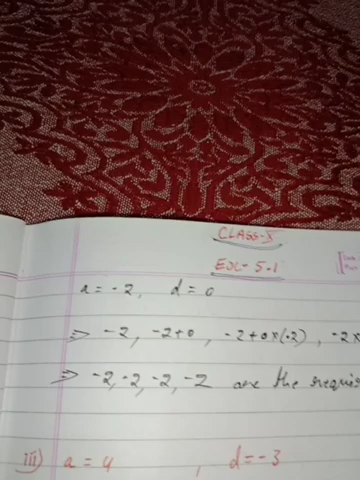 CLASS-X
EX- 5.1
a = -2, d = 0
⇒ -2, -2+0, -2+0×(-2), -2×
⇒ -2, -2, -2, -2 are the
iii) a = 4, d = -3